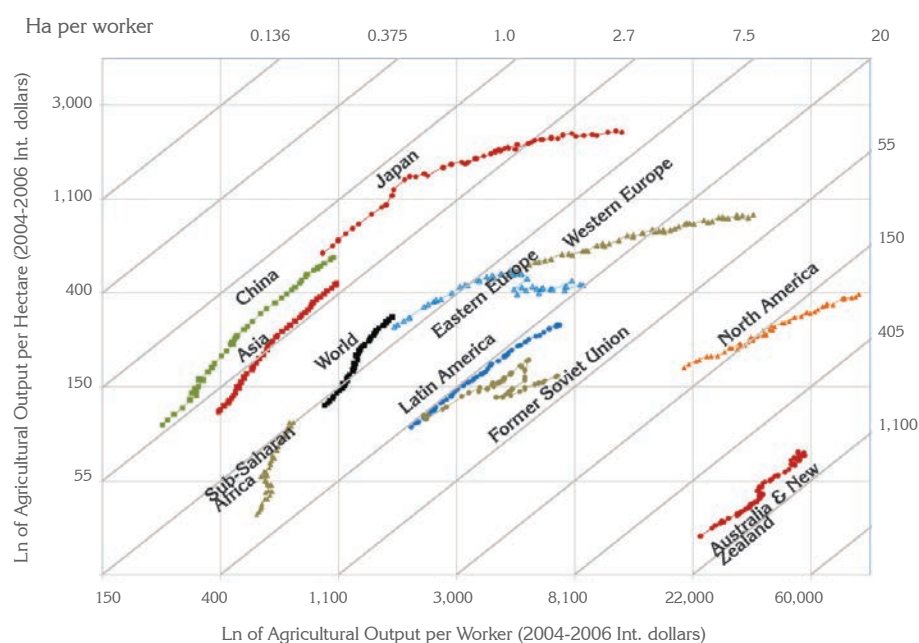 Ha per worker
0.136 0.375 1.0 2.7 7.5 20
Ln of Agricultural Output per Hectare (2004-2006 Int. dollars)
3,000
1,100
400
150
55
55
150
405
1,100
Japan
Western Europe
China
Eastern Europe
North America
Asia
World
Latin America
Former Soviet Union
Sub-Saharan
Africa
Australia & New
Zealand
150 400 1,100 3,000 8,100 22,000 60,000
Ln of Agricultural Output per Worker (2004-2006 Int. dollars)